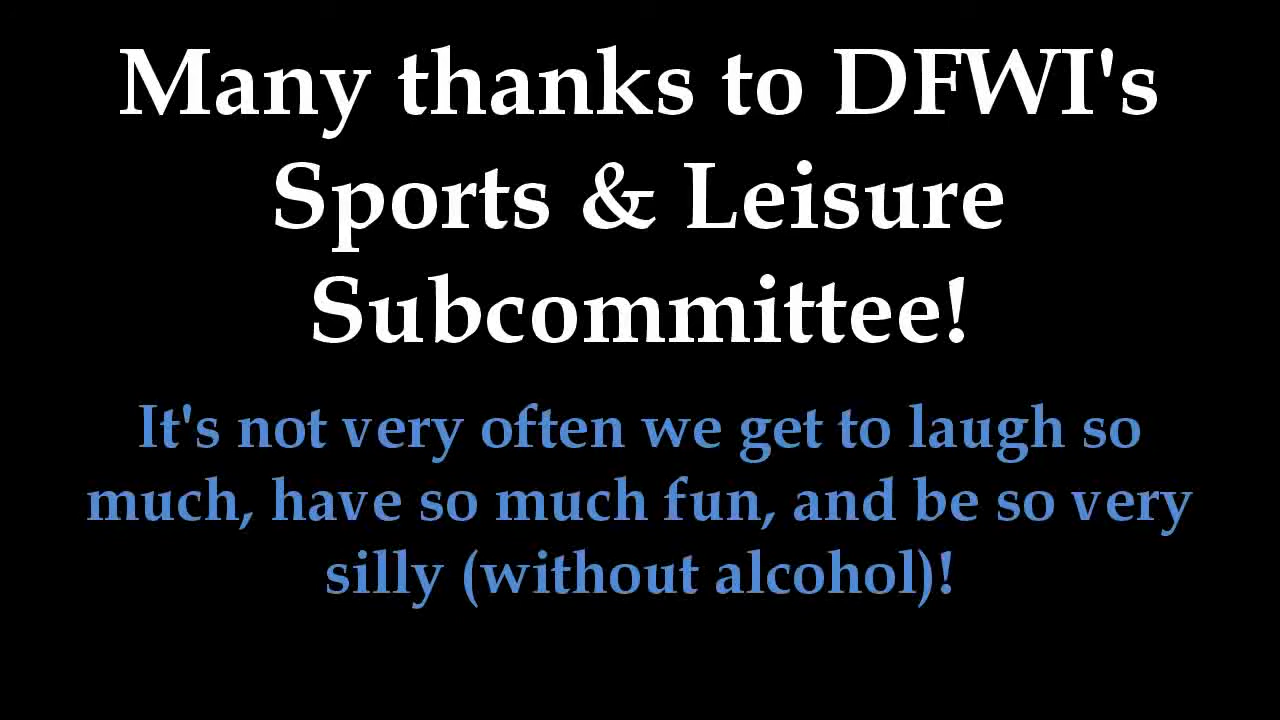 Many thanks to DFWI's
Sports & Leisure
Subcommittee!
It's not very often we get to laugh so
much, have so much fun, and be so very
silly (without alcohol)!